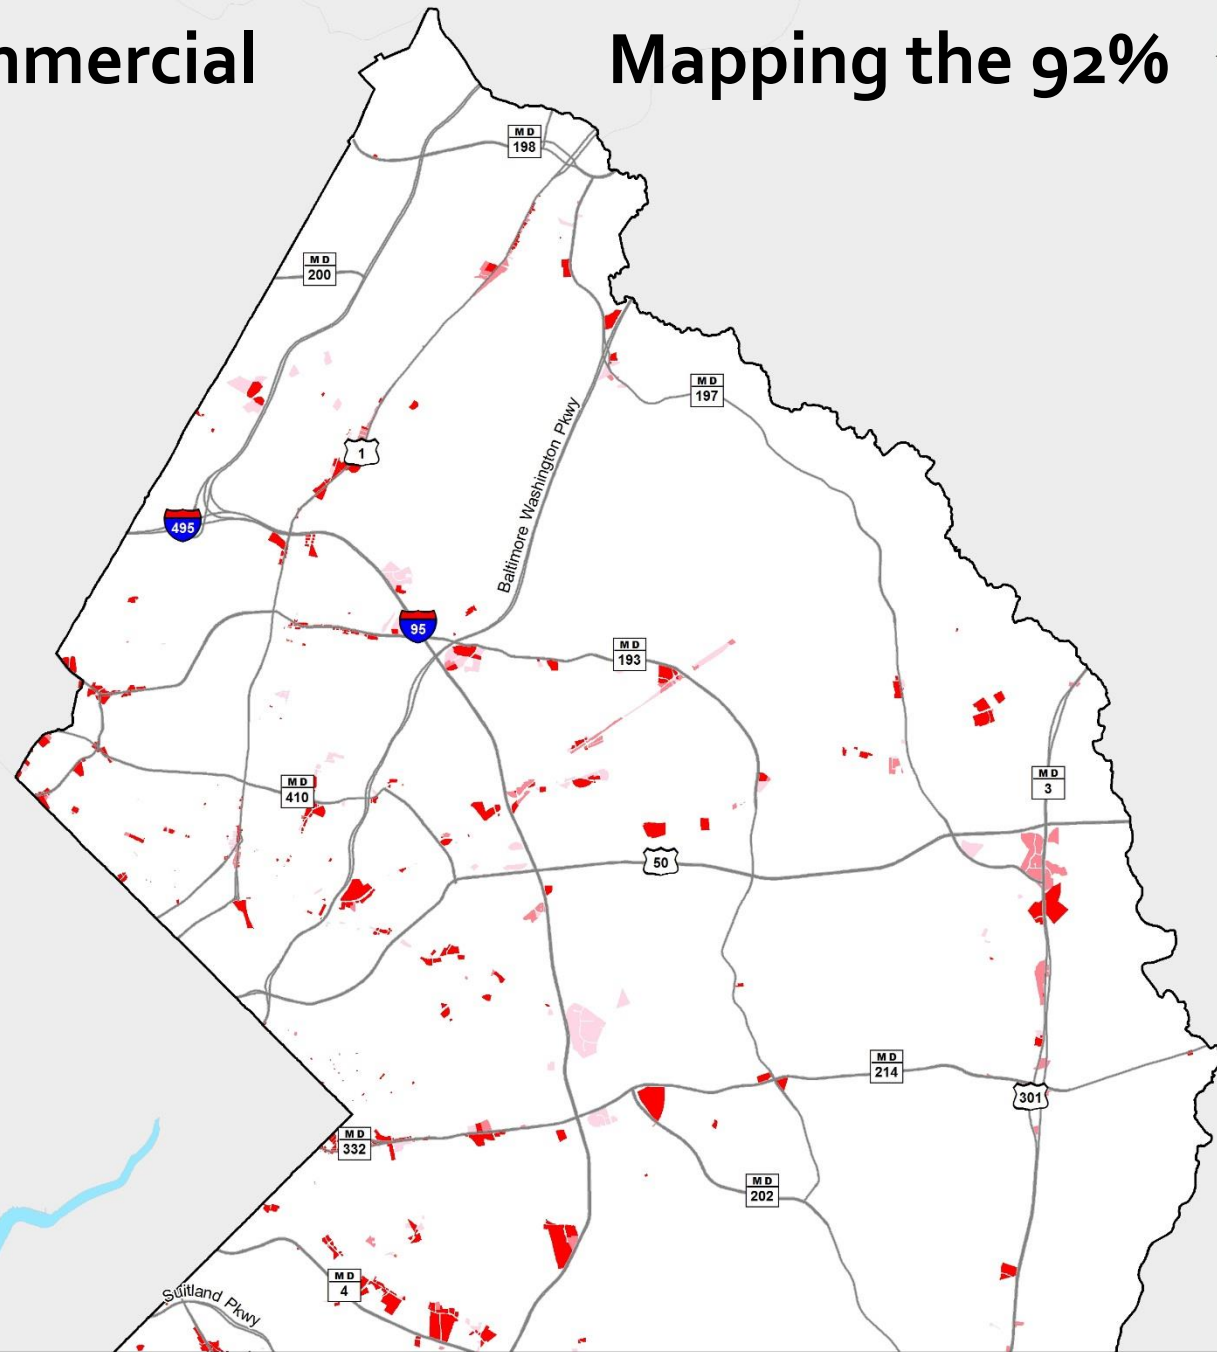 mmercial
Mapping the 92%
MD
198
MD
200
MD
197
1
Baltimore Washington Pkwy
495
95
MD
193
MD
410
MD
3
50
MD
214
301
MD
332
MD
202
MD
4
Suitland Pkwy